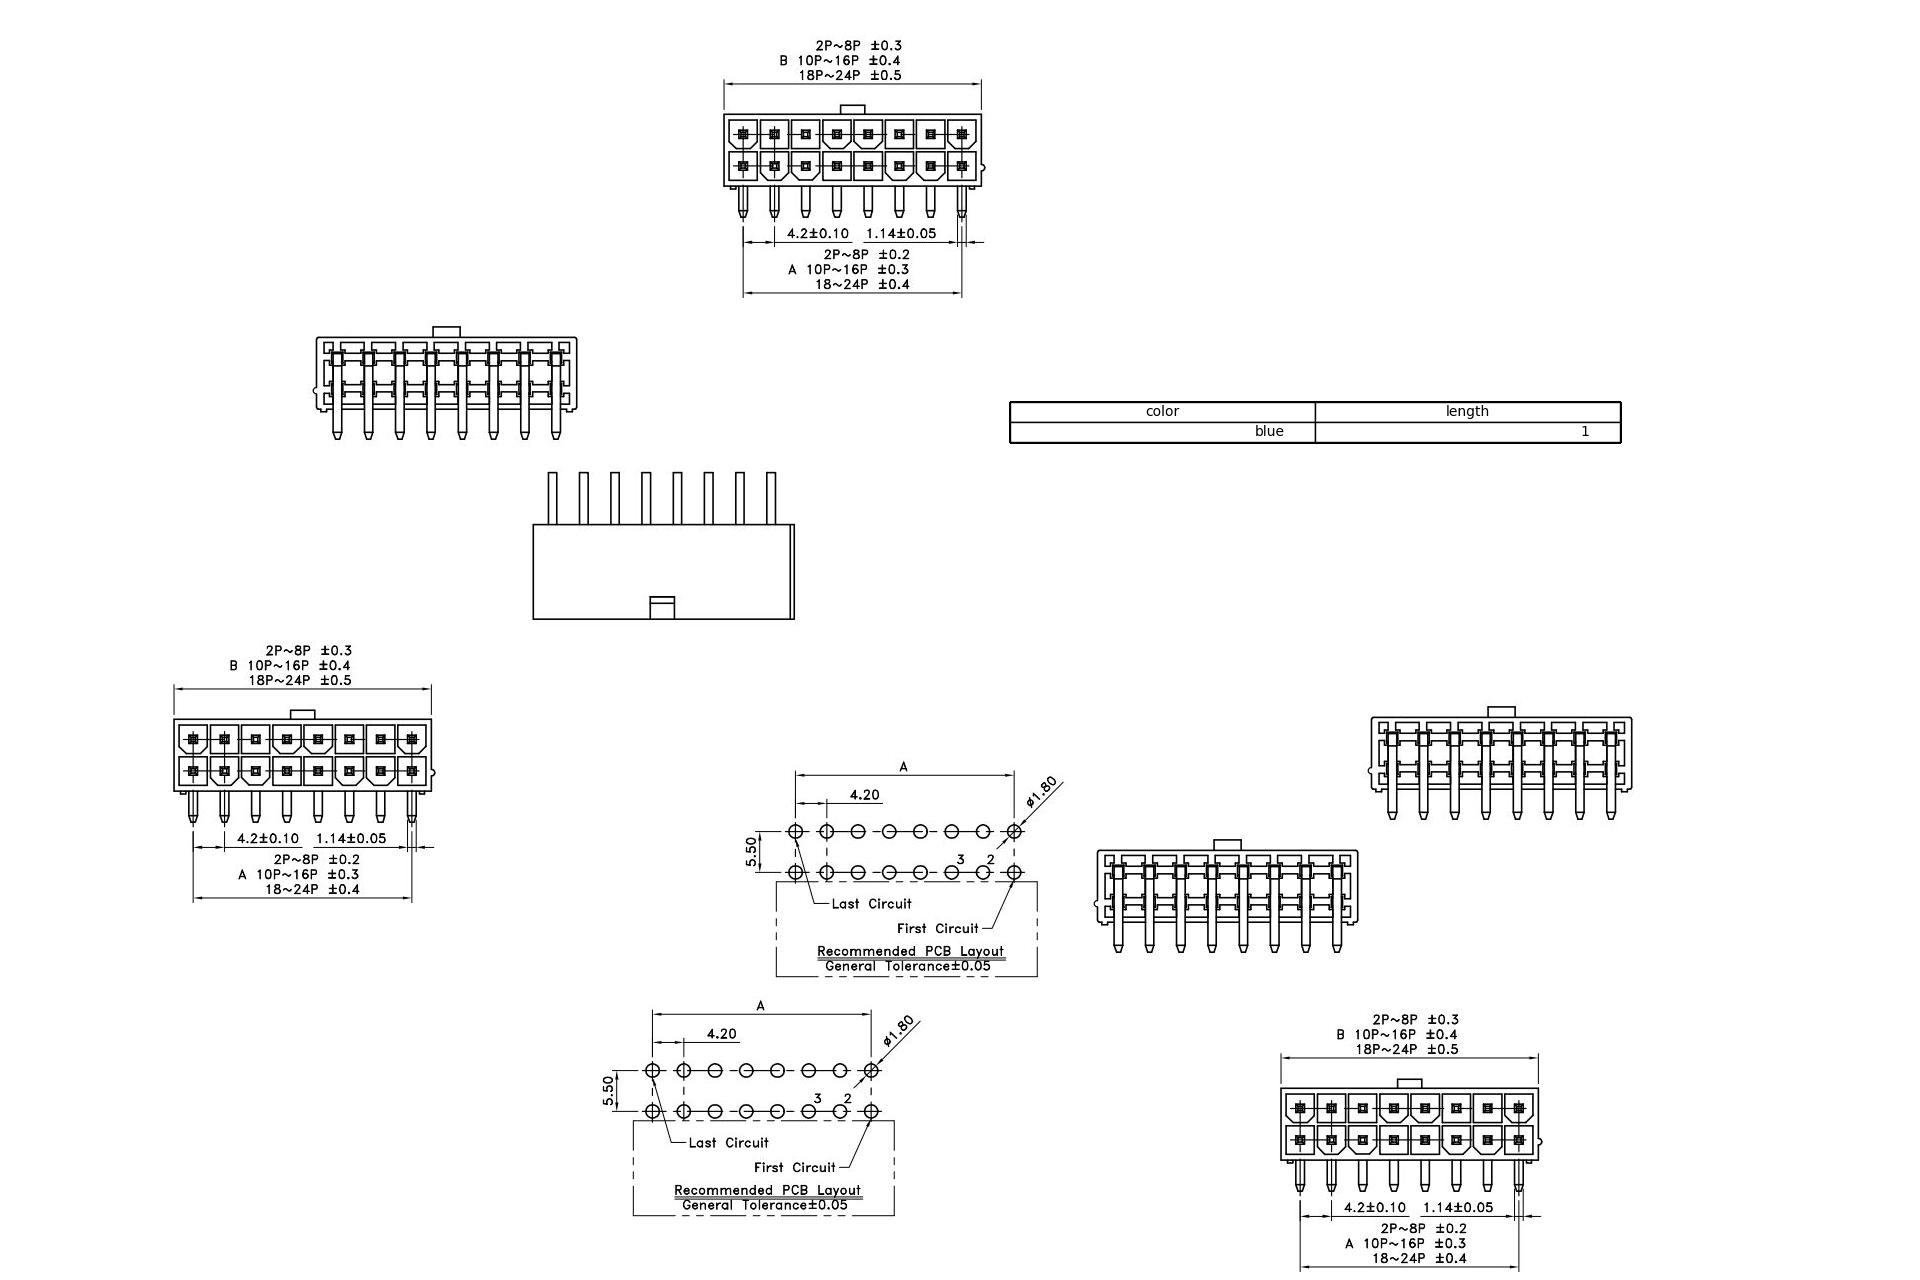 2P~8P ±0.3
B 10P~16P ±0.4
18P~24P ±0.5
4.2±0.10 1.14±0.05
2P~8P ±0.2
A 10P~16P ±0.3
18~24P ±0.4
color length
blue 1
2P~8P ±0.3
B 10P~16P ±0.4
18P~24P ±0.5
4.2±0.10 1.14±0.05
2P~8P ±0.2
A 10P~16P ±0.3
18~24P ±0.4
A
4.20
ø1.80
5.50
3 2
Last Circuit
First Circuit
Recommended PCB Layout
General Tolerance±0.05
A
4.20
ø1.80
5.50
3 2
Last Circuit
First Circuit
Recommended PCB Layout
General Tolerance±0.05
2P~8P ±0.3
B 10P~16P ±0.4
18P~24P ±0.5
4.2±0.10 1.14±0.05
2P~8P ±0.2
A 10P~16P ±0.3
18~24P ±0.4